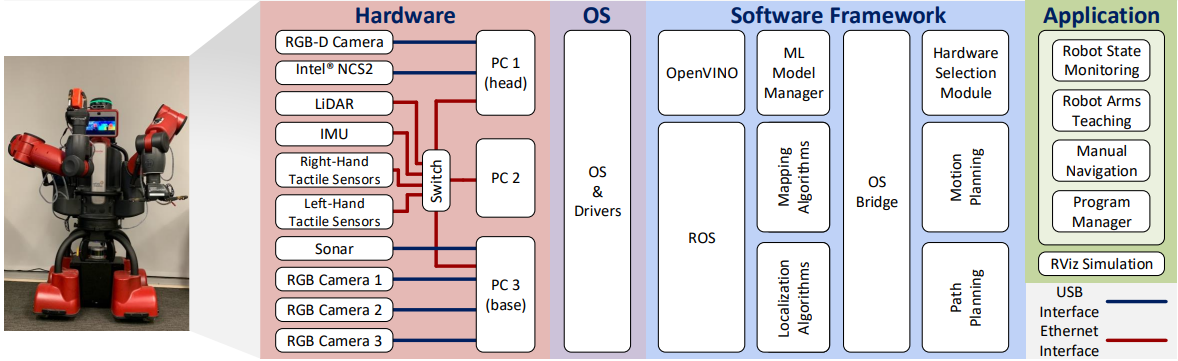 Hardware
RGB-D Camera
Intel® NCS2
LiDAR
IMU
Right-Hand
Tactile Sensors
Left-Hand
Tactile Sensors
Sonar
RGB Camera 1
RGB Camera 2
RGB Camera 3
Switch
PC 1
(head)
PC 2
PC 3
(base)
OS
OS
&
Drivers
Software Framework
OpenVINO
ROS
ML
Model
Manager
Mapping
Algorithms
Localization
Algorithms
OS
Bridge
Hardware
Selection
Module
Motion
Planning
Path
Planning
Application
Robot State
Monitoring
Robot Arms
Teaching
Manual
Navigation
Program
Manager
RViz Simulation
USB
Interface
Ethernet
Interface